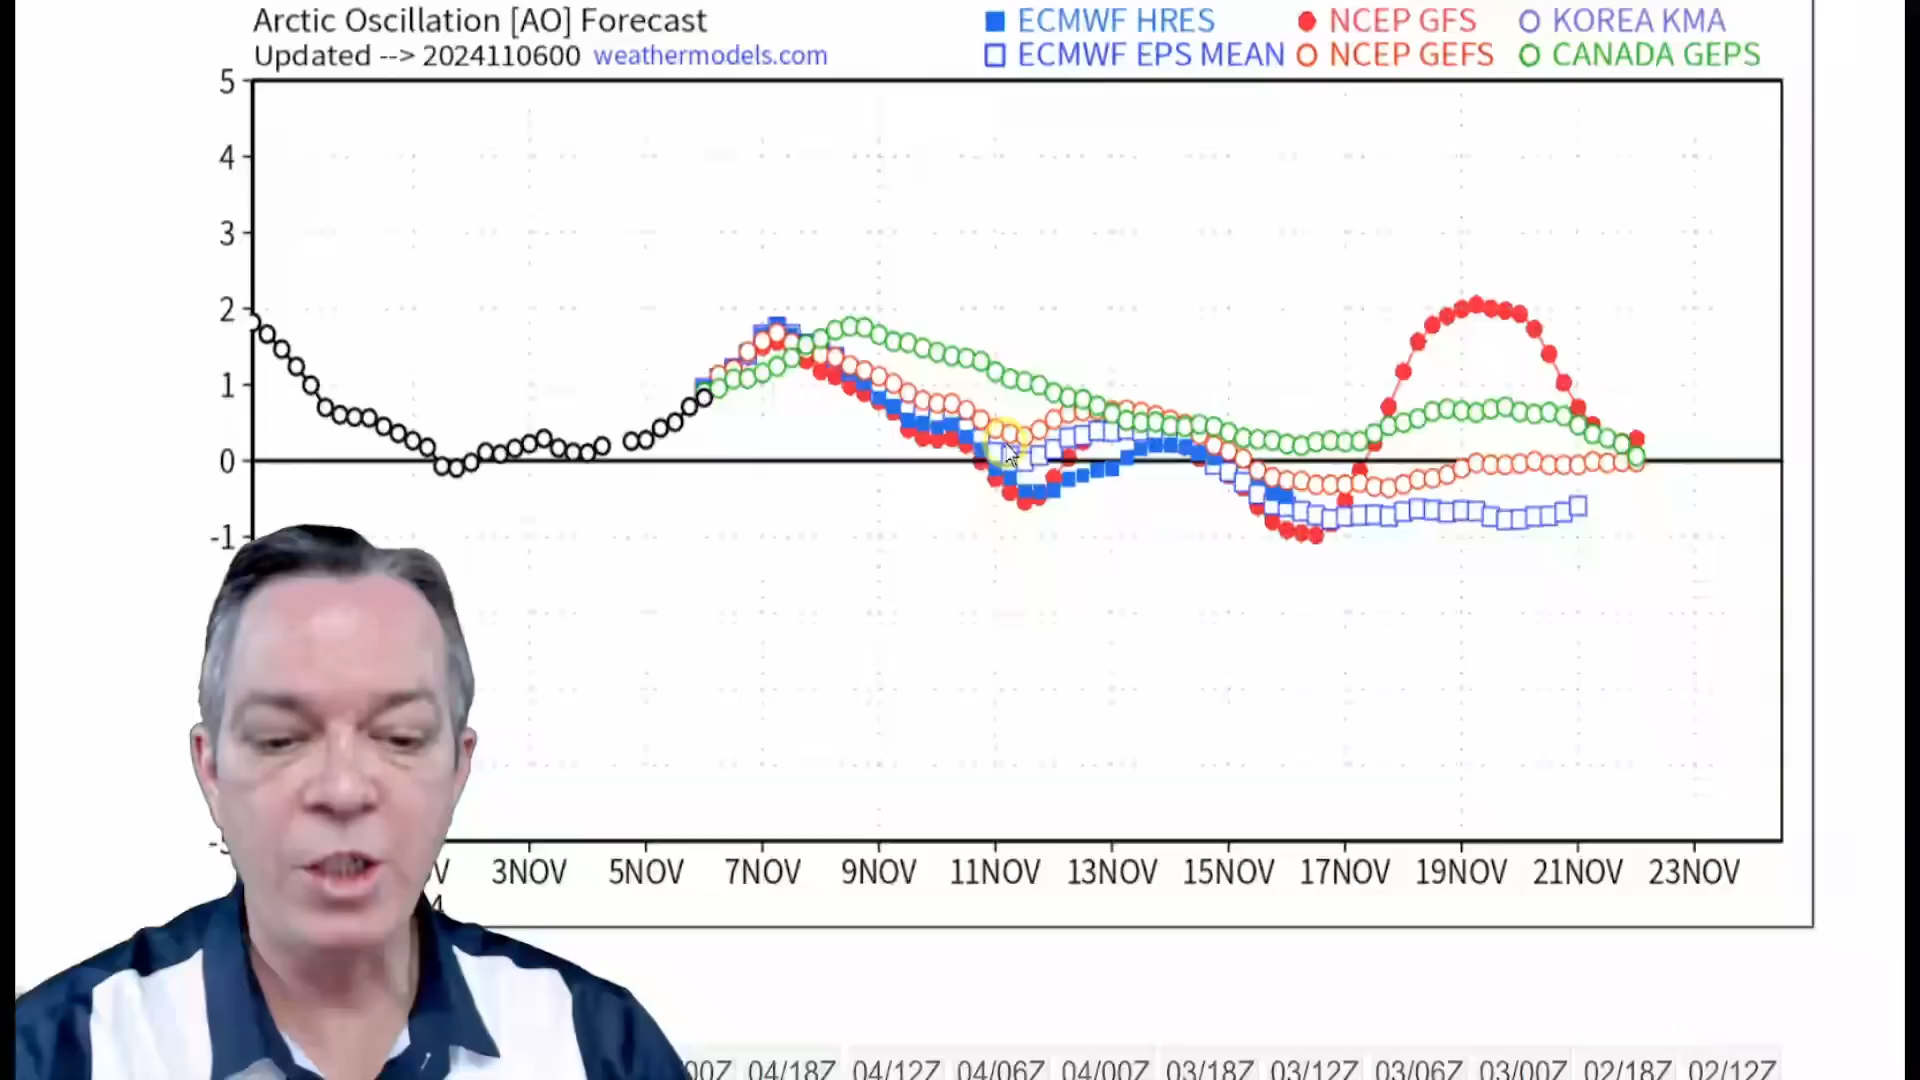 Arctic Oscillation [AO] Forecast
Updated --> 2024110600 weathermodels.com
ECMWF HRES NCEP GFS KOREA KMA
ECMWF EPS MEAN NCEP GEFS CANADA GEPS
5
4
3
2
1
0
-1
3NOV 5NOV 7NOV 9NOV 11NOV 13NOV 15NOV 17NOV 19NOV 21NOV 23NOV
04/18Z 04/12Z 04/06Z 04/00Z 03/18Z 03/12Z 03/06Z 03/00Z 02/18Z 02/12Z